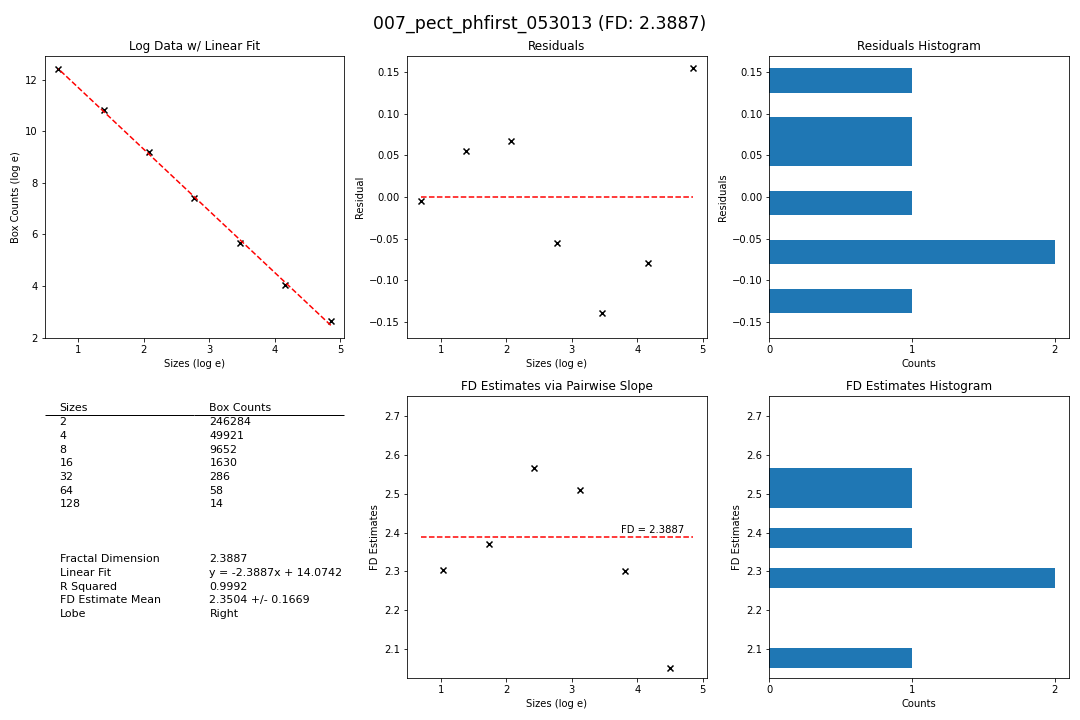 007_pect_phfirst_053013 (FD: 2.3887)
Log Data w/ Linear Fit
12
10
8
6
4
2
Box Counts (log e)
1 2 3 4 5
Sizes (log e)
Residuals
0.15
0.10
0.05
0.00
−0.05
−0.10
−0.15
Residual
1 2 3 4 5
Sizes (log e)
Residuals Histogram
0.15
0.10
0.05
0.00
−0.05
−0.10
−0.15
Residuals
0 1 2
Counts
Sizes Box Counts
2 246284
4 49921
8 9652
16 1630
32 286
64 58
128 14
Fractal Dimension 2.3887
Linear Fit y = -2.3887x + 14.0742
R Squared 0.9992
FD Estimate Mean 2.3504 +/- 0.1669
Lobe Right
FD Estimates via Pairwise Slope
2.7
2.6
2.5
2.4
2.3
2.2
2.1
FD Estimates
FD = 2.3887
1 2 3 4 5
Sizes (log e)
FD Estimates Histogram
2.7
2.6
2.5
2.4
2.3
2.2
2.1
FD Estimates
0 1 2
Counts